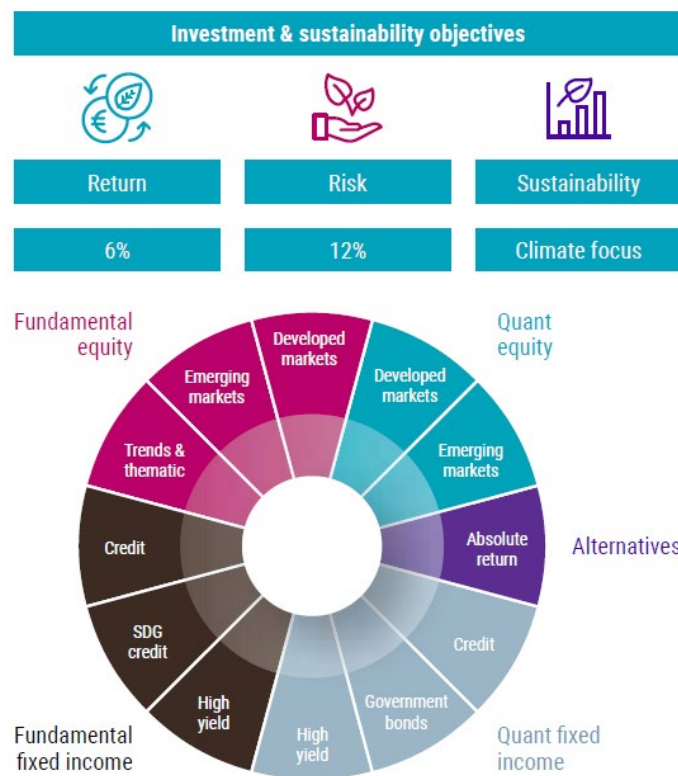 Investment & sustainability objectives
Return
Risk
Sustainability
6%
12%
Climate focus
Fundamental
equity
Quant
equity
Developed
markets
Emerging
markets
Developed
markets
Trends &
thematic
Emerging
markets
Credit
Absolute
return
Alternatives
SDG
credit
Credit
High
yield
High
yield
Government
bonds
Fundamental
fixed income
Quant fixed
income